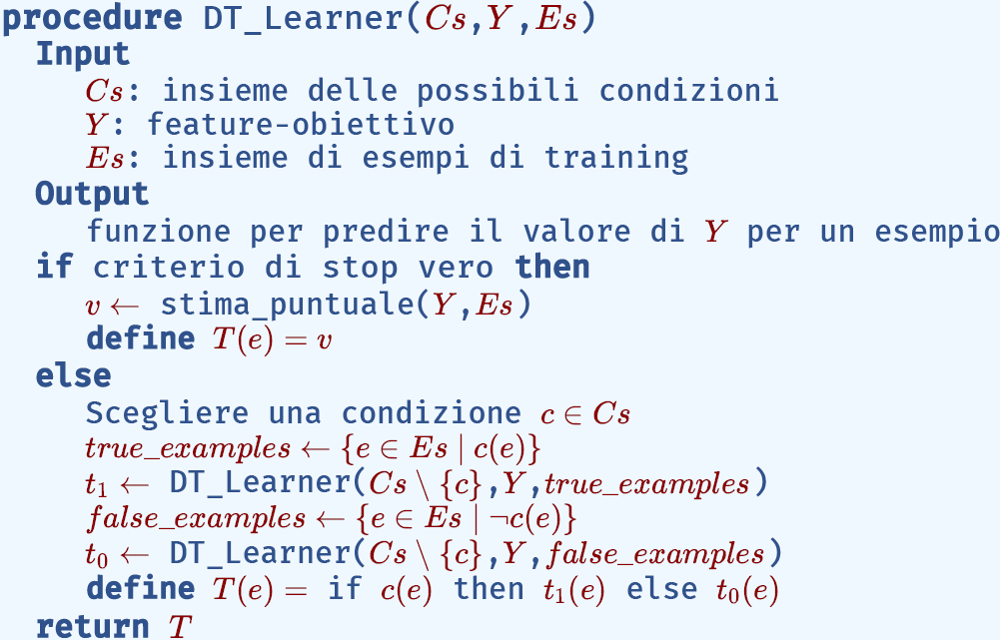 procedure DT_Learner(Cs,Y,Es)
Input
Cs: insieme delle possibili condizioni
Y: feature-obiettivo
Es: insieme di esempi di training
Output
funzione per predire il valore di Y per un esempio
if criterio di stop vero then
v ← stima_puntuale(Y,Es)
define T(e) = v
else
Scegliere una condizione c ∈ Cs
true_examples ← {e ∈ Es | c(e)}
t₁ ← DT_Learner(Cs \ {c},Y,true_examples)
false_examples ← {e ∈ Es | ¬c(e)}
t₀ ← DT_Learner(Cs \ {c},Y,false_examples)
define T(e) = if c(e) then t₁(e) else t₀(e)
return T